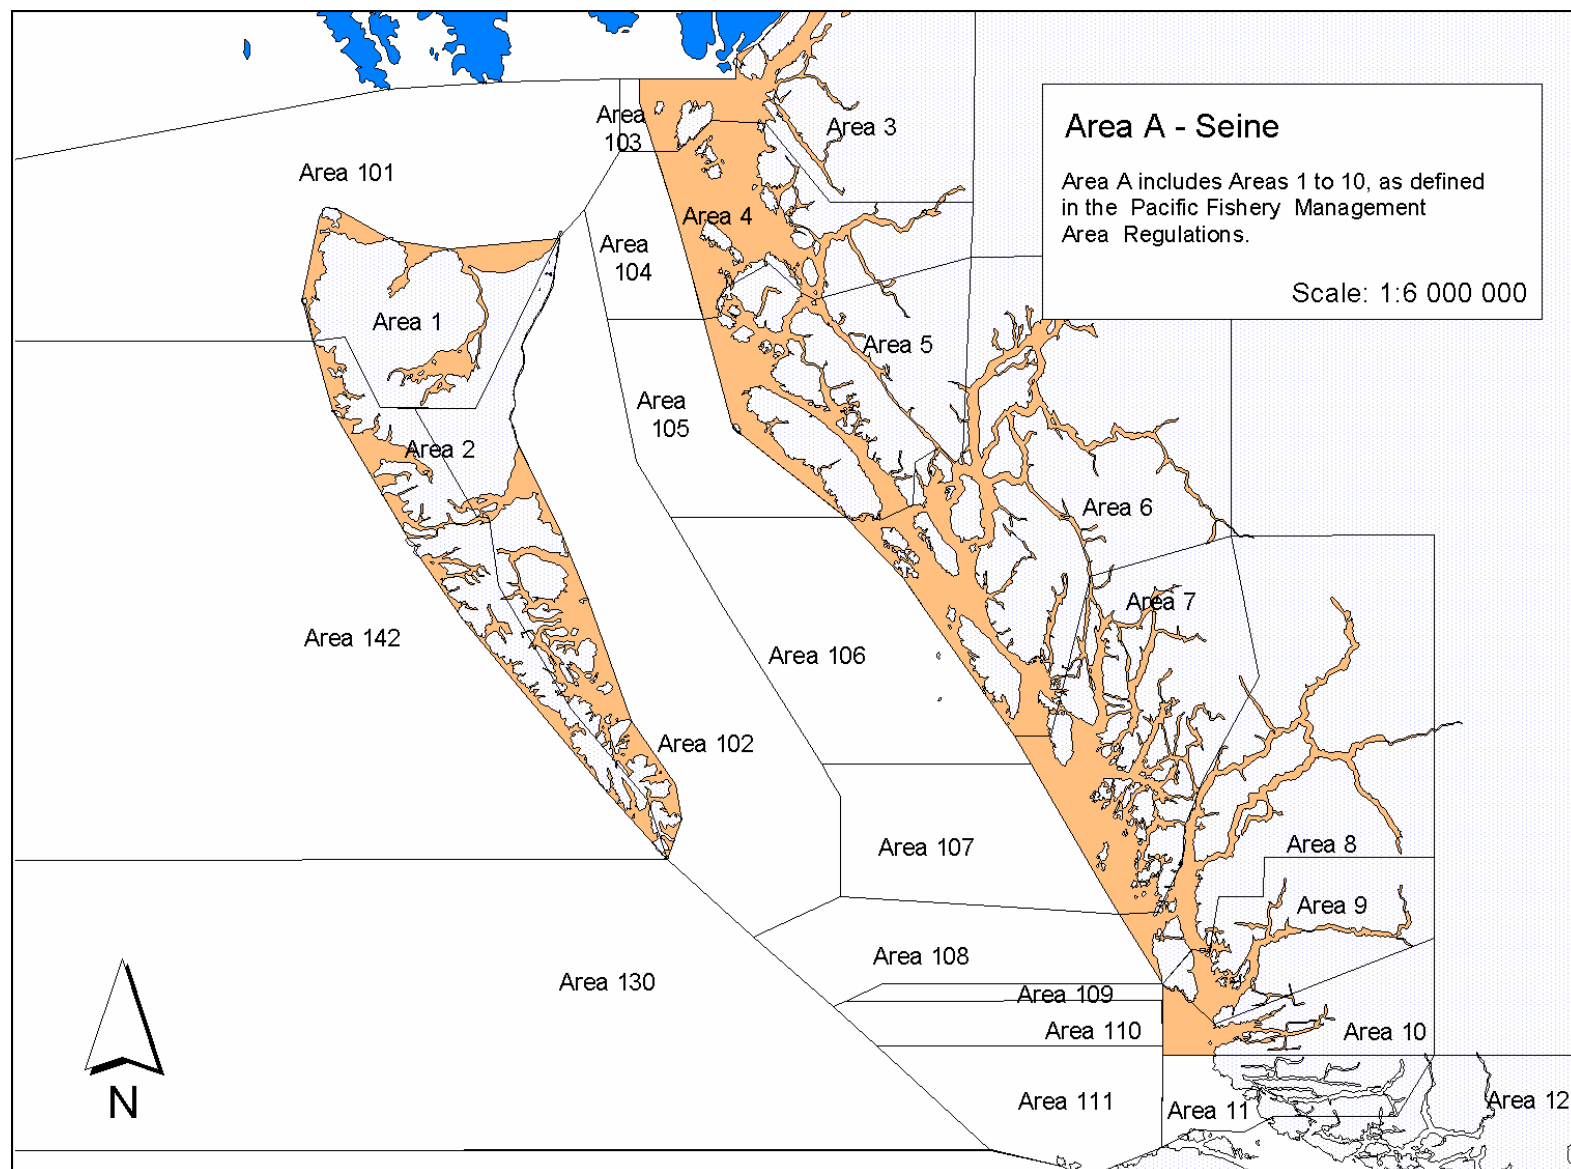 Area A - Seine
Area A includes Areas 1 to 10, as defined
in the Pacific Fishery Management
Area Regulations.
Scale: 1:6 000 000
Area
103
Area 3
Area 101
Area 4
Area
104
Area 1
Area 5
Area
105
Area 2
Area 6
Area 7
Area 142
Area 106
Area 102
Area 107
Area 8
Area 9
Area 108
Area 130
Area 109
Area 110
Area 10
Area 111
Area 11
Area 12
N